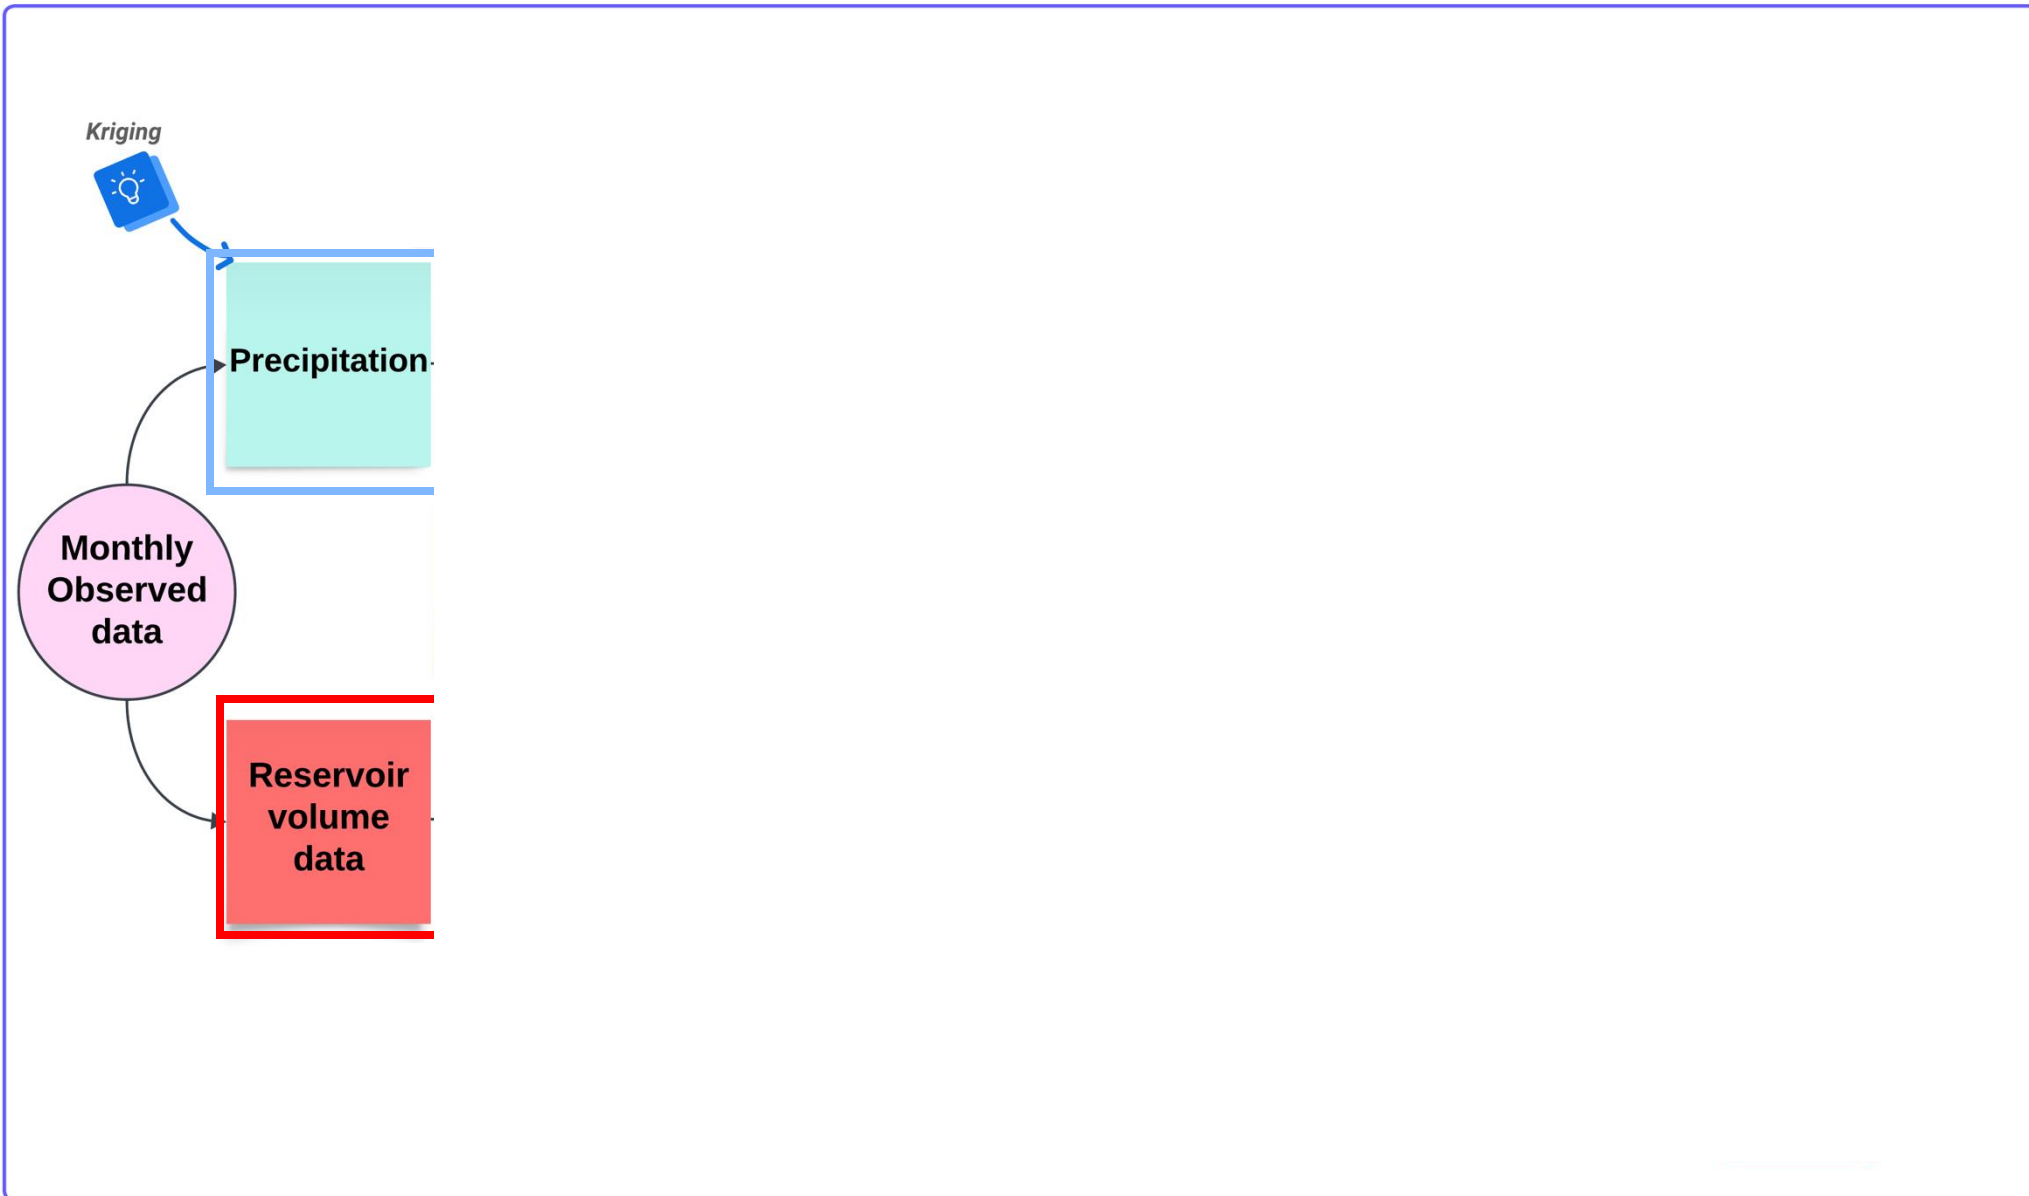 Kriging
Precipitation
Monthly
Observed
data
Reservoir
volume
data